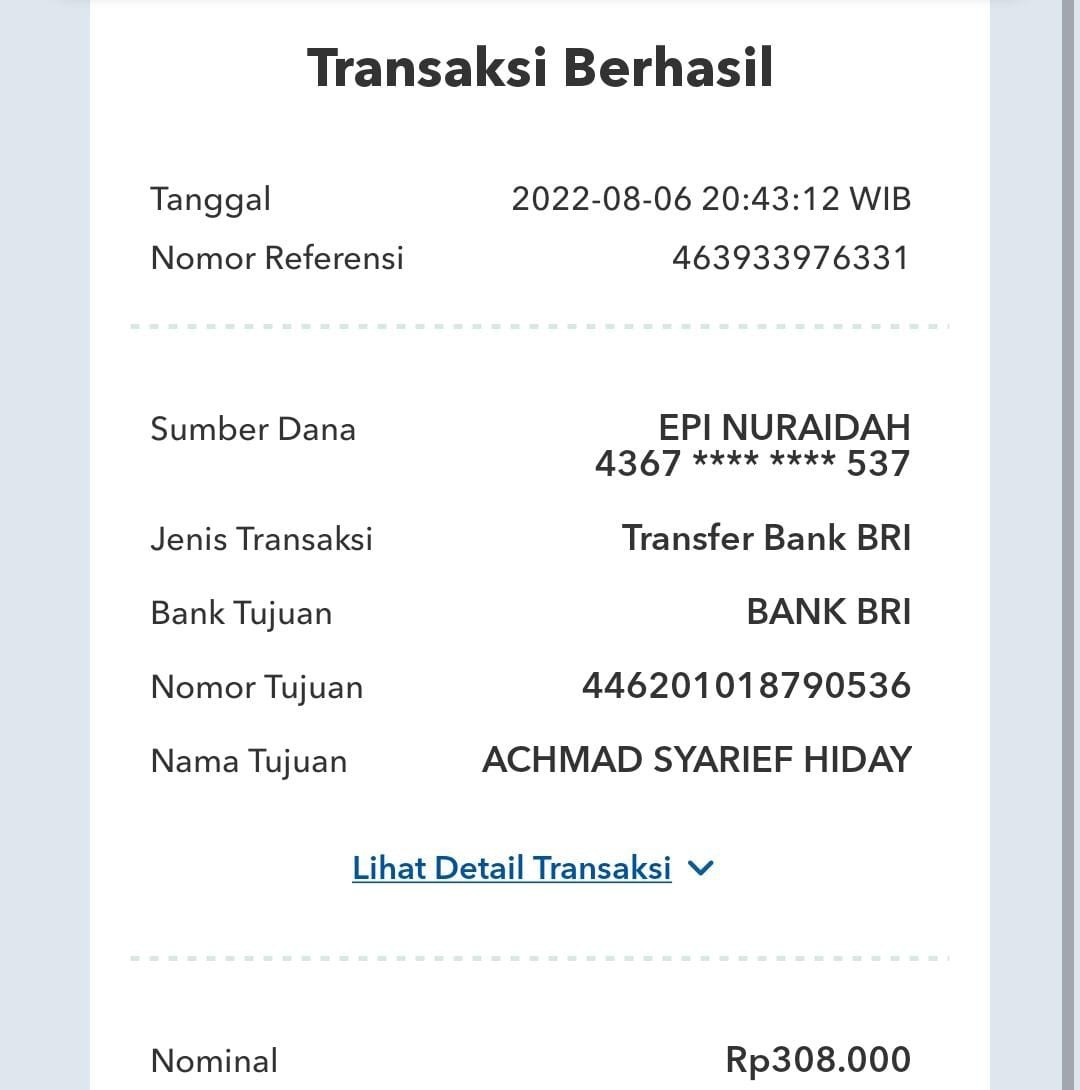 Transaksi Berhasil
Tanggal 2022-08-06 20:43:12 WIB
Nomor Referensi 463933976331
Sumber Dana EPI NURAIDAH
4367 **** **** 537
Jenis Transaksi Transfer Bank BRI
Bank Tujuan BANK BRI
Nomor Tujuan 446201018790536
Nama Tujuan ACHMAD SYARIEF HIDAY
Lihat Detail Transaksi
Nominal Rp308.000